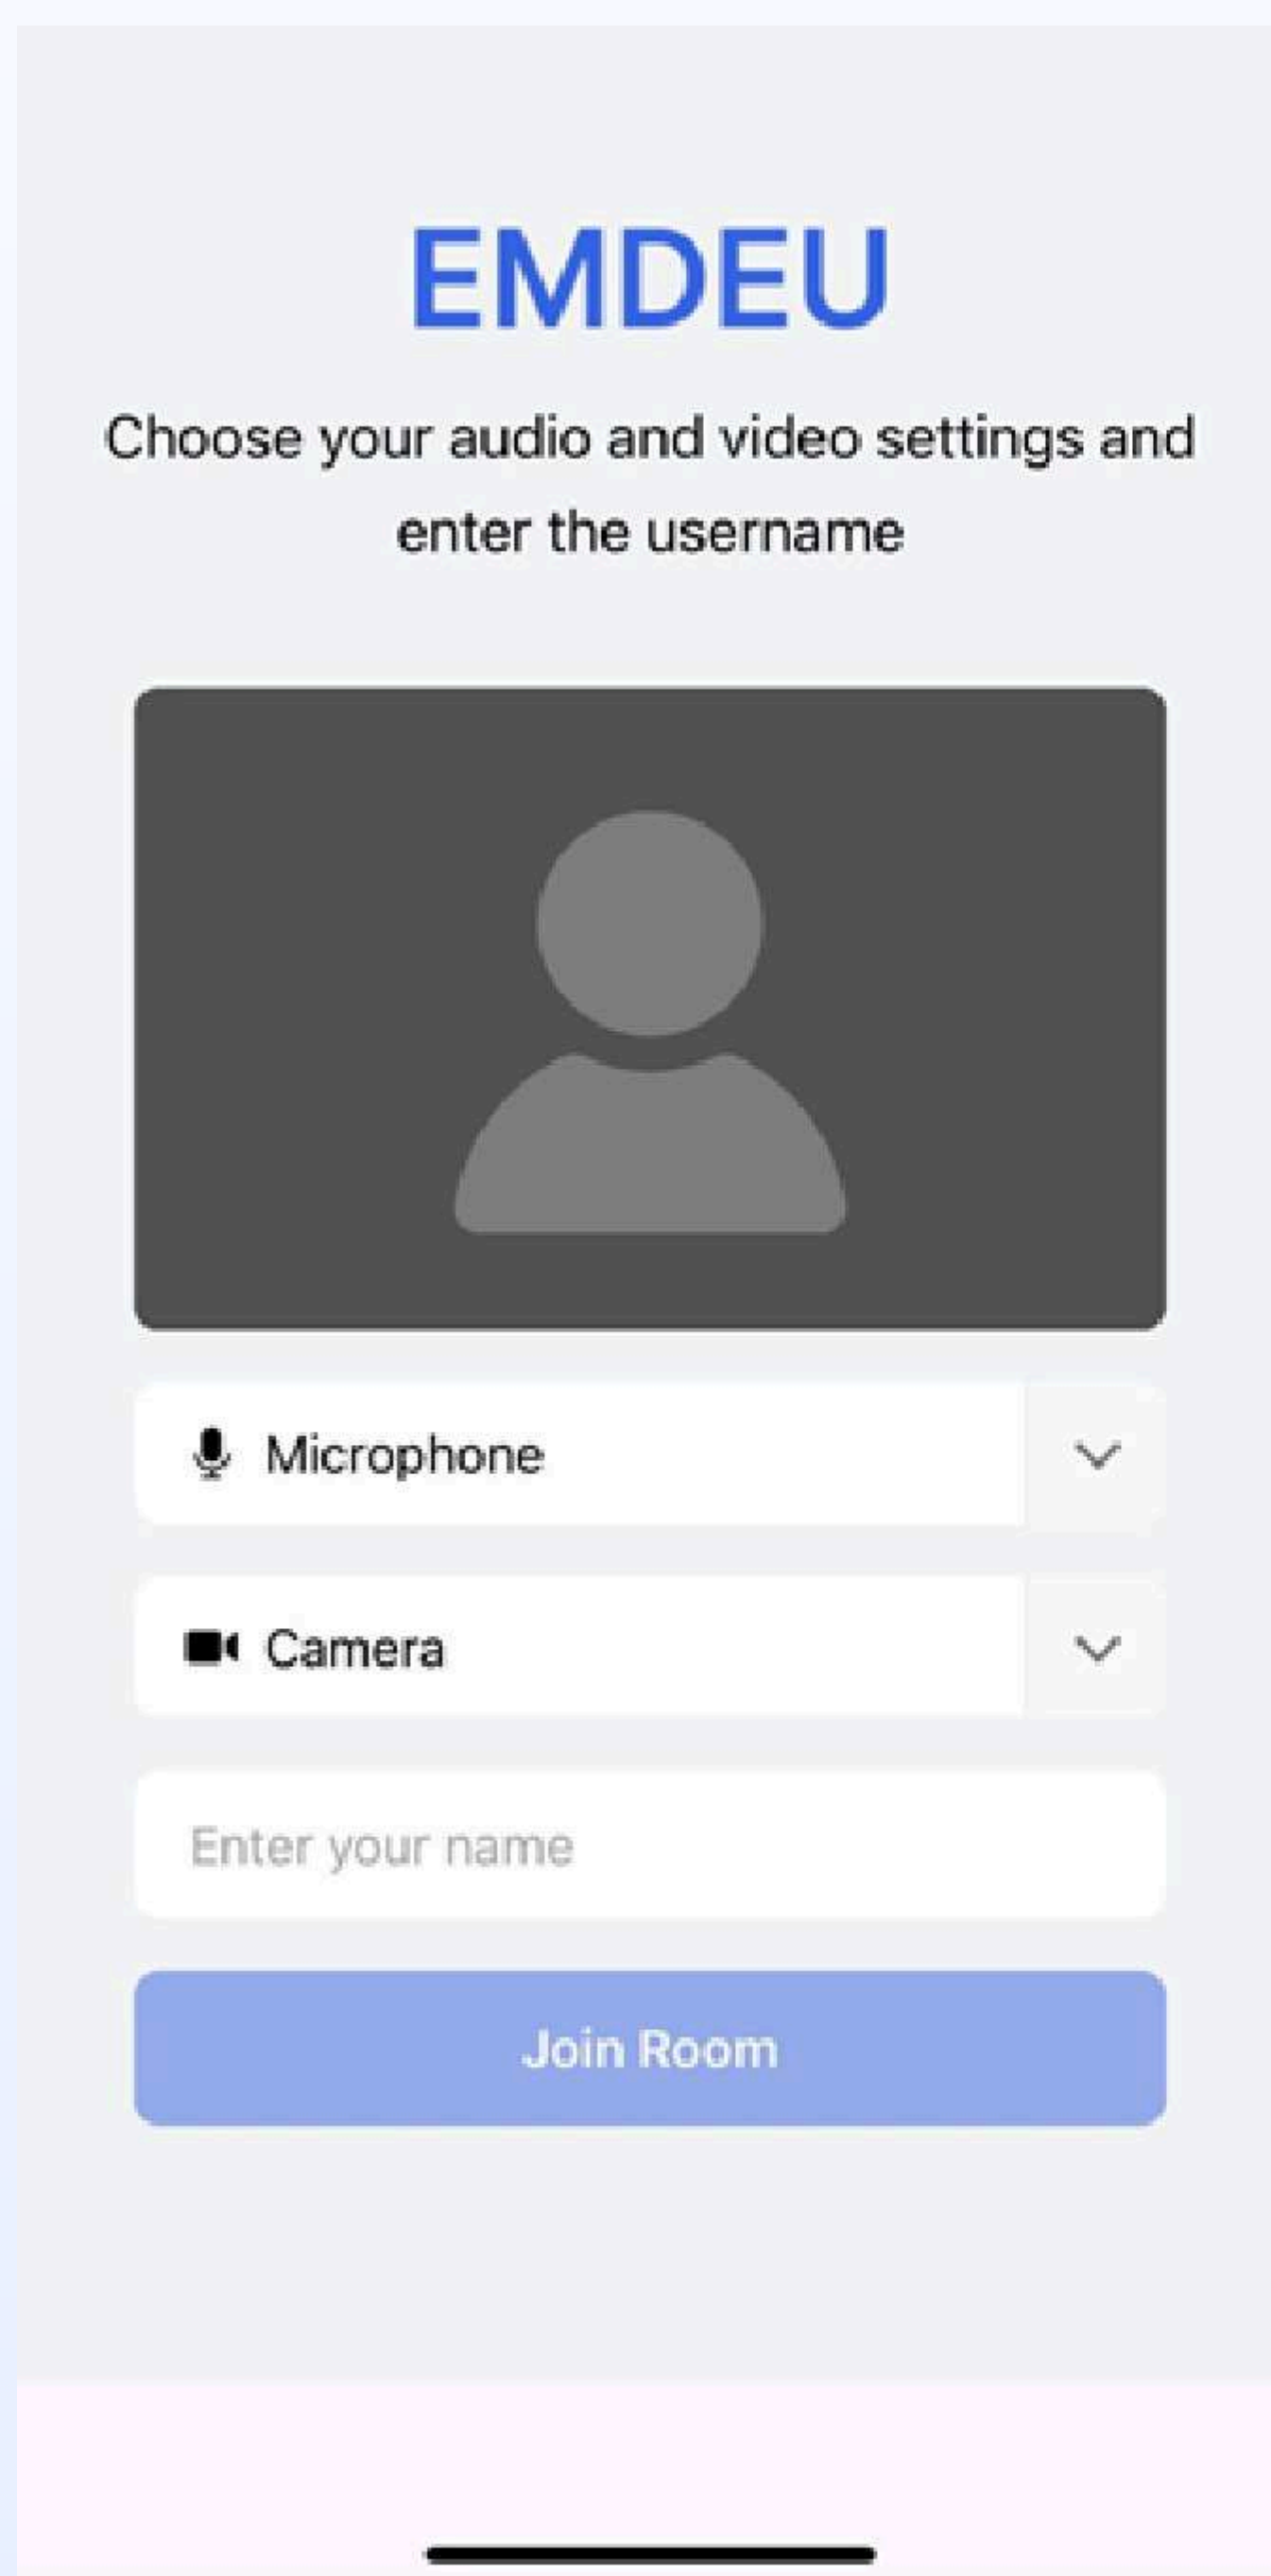 EMDEU
Choose your audio and video settings and
enter the username
Microphone
Camera
Enter your name
Join Room